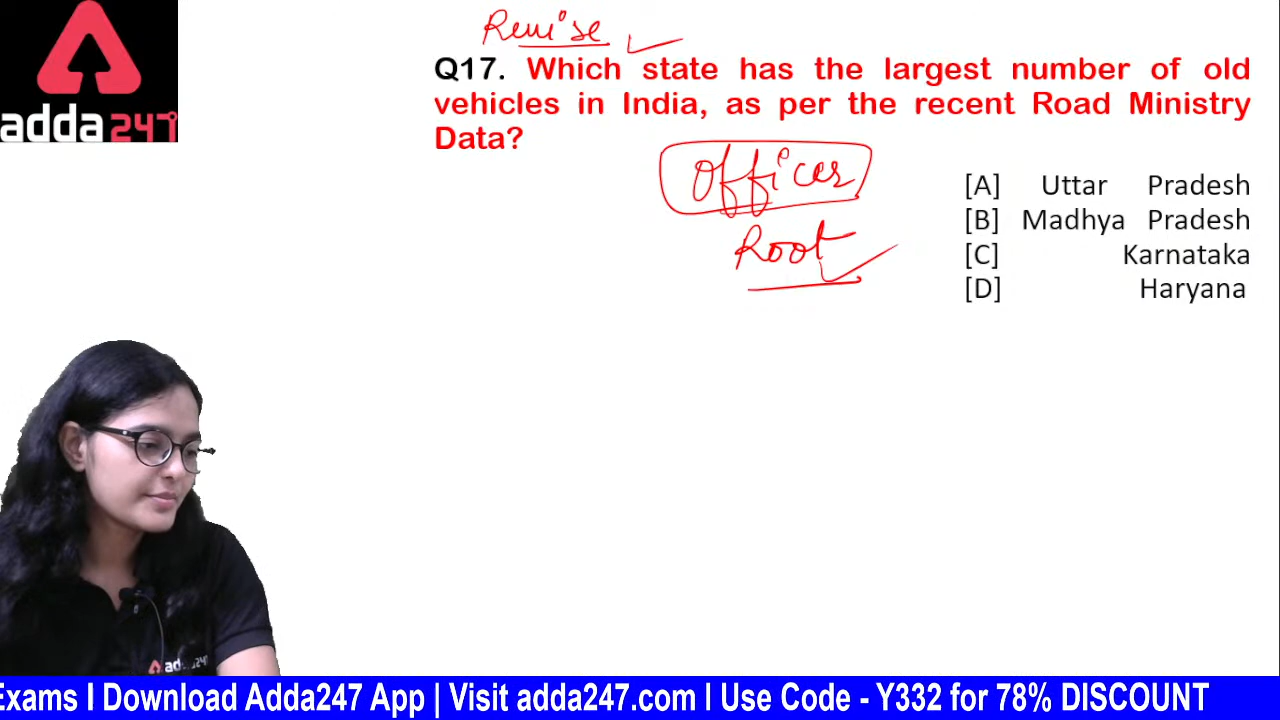 Revise
adda247
Q17. Which state has the largest number of old
vehicles in India, as per the recent Road Ministry
Data?
Officer
Root
[A] Uttar Pradesh
[B] Madhya Pradesh
[C] Karnataka
[D] Haryana
adda247
Exams I Download Adda247 App | Visit adda247.com I Use Code - Y332 for 78% DISCOUNT